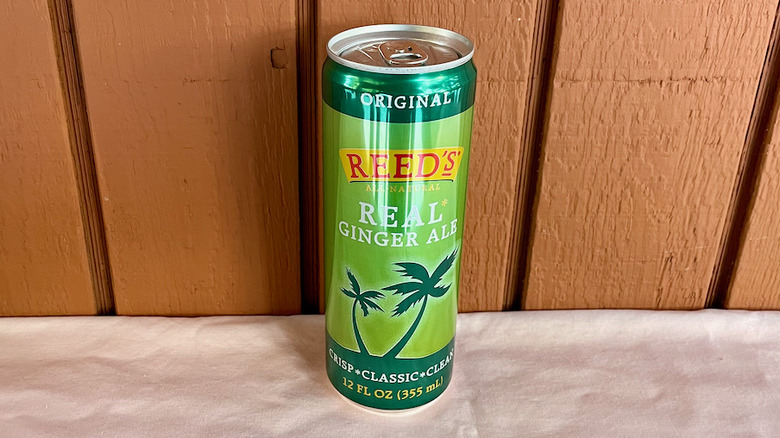 ORIGINAL
REED'S®
ALL-NATURAL
REAL*
GINGER ALE
CRISP*CLASSIC*CLEAN
12 FL OZ (355 mL)